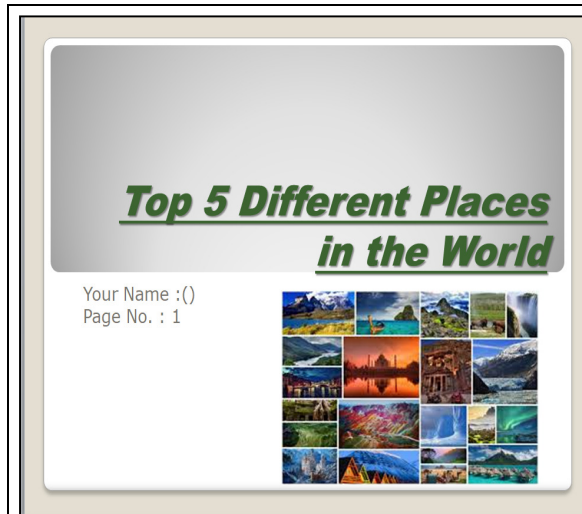 Top 5 Different Places
in the World
Your Name :()
Page No. : 1